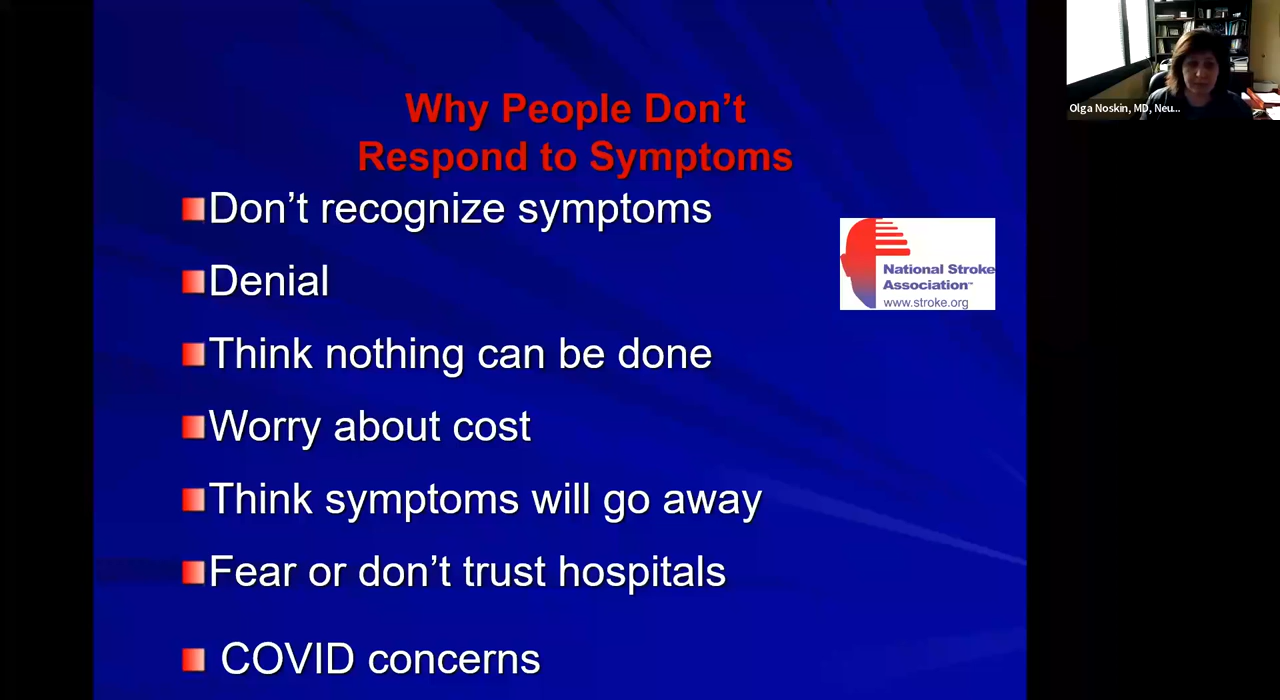 Why People Don't
Respond to Symptoms
Don't recognize symptoms
Denial
Think nothing can be done
Worry about cost
Think symptoms will go away
Fear or don't trust hospitals
COVID concerns
National Stroke
Association™
www.stroke.org
Olga Noskin, MD, Neu...